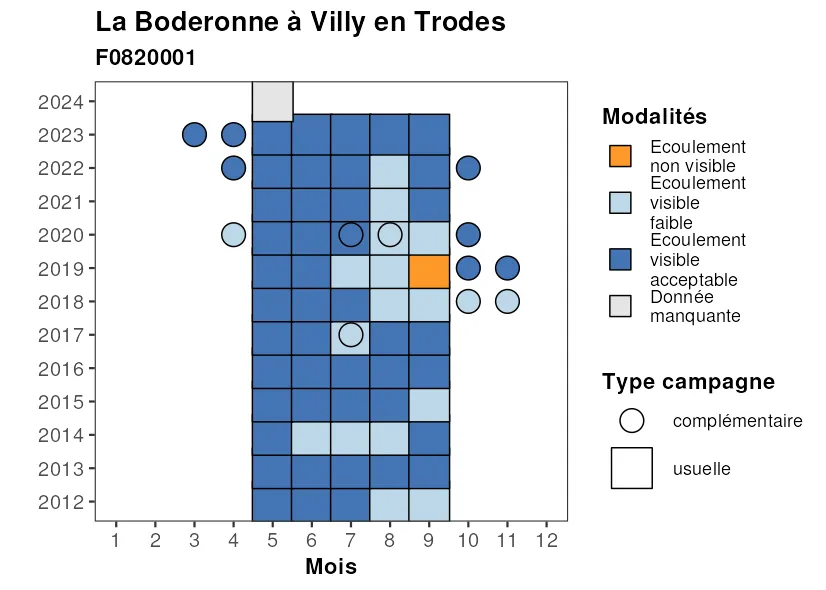 La Boderonne à Villy en Trodes
F0820001
2024
2023
2022
2021
2020
2019
2018
2017
2016
2015
2014
2013
2012
1 2 3 4 5 6 7 8 9 10 11 12
Mois
Modalités
Ecoulement
non visible
Ecoulement
visible
faible
Ecoulement
visible
acceptable
Donnée
manquante
Type campagne
complémentaire
usuelle